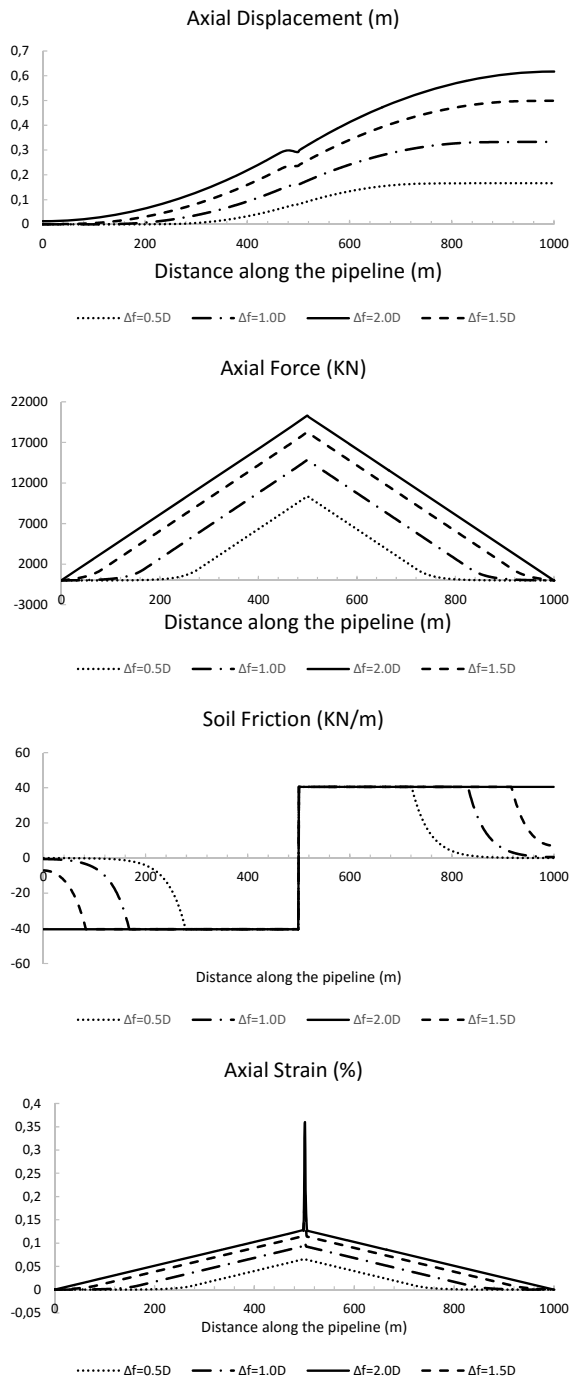 Axial Displacement (m)
0,7
0,6
0,5
0,4
0,3
0,2
0,1
0
0 200 400 600 800 1000
Distance along the pipeline (m)
Δf=0.5D Δf=1.0D Δf=2.0D Δf=1.5D
Axial Force (KN)
22000
17000
12000
7000
2000
-3000
0 200 400 600 800 1000
Distance along the pipeline (m)
Δf=0.5D Δf=1.0D Δf=2.0D Δf=1.5D
Soil Friction (KN/m)
60
40
20
0
-20
-40
-60
0 200 400 600 800 1000
Distance along the pipeline (m)
Δf=0.5D Δf=1.0D Δf=2.0D Δf=1.5D
Axial Strain (%)
0,4
0,35
0,3
0,25
0,2
0,15
0,1
0,05
0
-0,05
0 200 400 600 800 1000
Distance along the pipeline (m)
Δf=0.5D Δf=1.0D Δf=2.0D Δf=1.5D